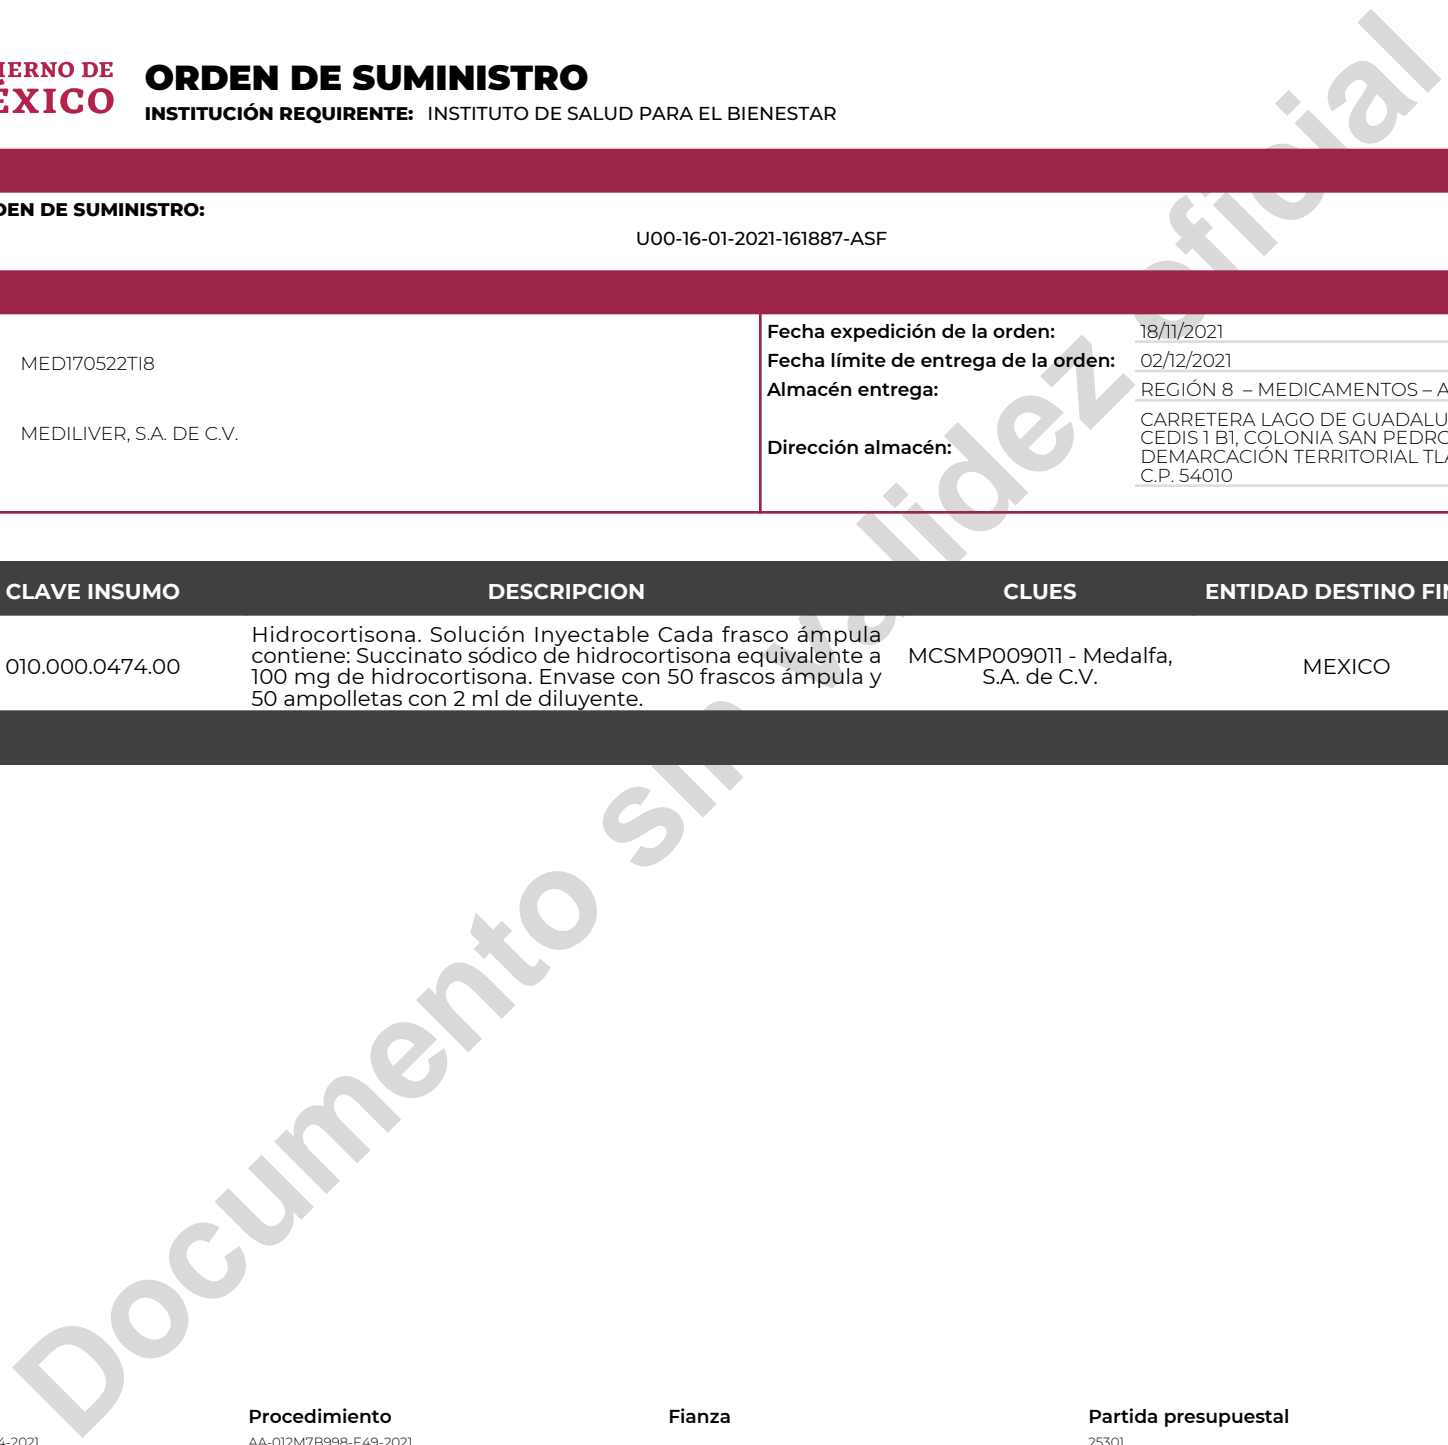 IERNO DE
ÉXICO
ORDEN DE SUMINISTRO
INSTITUCIÓN REQUIRENTE: INSTITUTO DE SALUD PARA EL BIENESTAR
DEN DE SUMINISTRO:
U00-16-01-2021-161887-ASF
MED170522TI8
MEDILIVER, S.A. DE C.V.
Fecha expedición de la orden: 18/11/2021
Fecha límite de entrega de la orden: 02/12/2021
Almacén entrega: REGIÓN 8 – MEDICAMENTOS – A
Dirección almacén:
CARRETERA LAGO DE GUADALU
CEDIS 1 B1, COLONIA SAN PEDRO
DEMARCACIÓN TERRITORIAL TLA
C.P. 54010
CLAVE INSUMO DESCRIPCION CLUES ENTIDAD DESTINO FIN
010.000.0474.00
Hidrocortisona. Solución Inyectable Cada frasco ámpula
contiene: Succinato sódico de hidrocortisona equivalente a
100 mg de hidrocortisona. Envase con 50 frascos ámpula y
50 ampolletas con 2 ml de diluyente.
MCSMP009011 - Medalfa,
S.A. de C.V.
MEXICO
Documento sin validez oficial
Procedimiento Fianza Partida presupuestal
4-2021 AA-012M7B998-E49-2021 25301